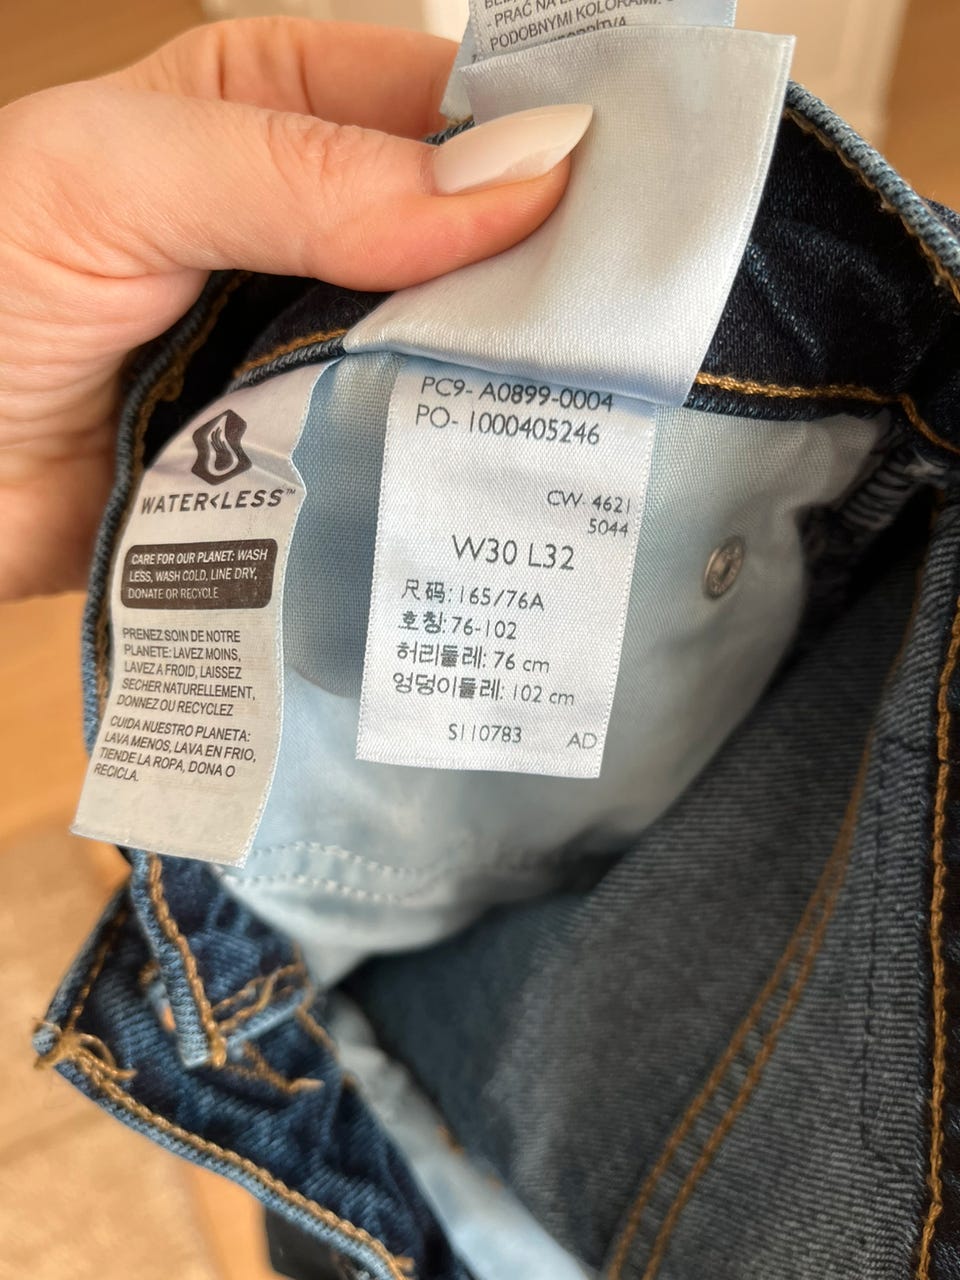 - PRAĆ NA L
PODOBNYMI KOLORAMI.
WATER<LESS™
CARE FOR OUR PLANET: WASH
LESS, WASH COLD, LINE DRY,
DONATE OR RECYCLE
PRENEZ SOIN DE NOTRE
PLANETE: LAVEZ MOINS,
LAVEZ A FROID, LAISSEZ
SECHER NATURELLEMENT,
DONNEZ OU RECYCLEZ
CUIDA NUESTRO PLANETA:
LAVA MENOS, LAVA EN FRIO,
TIENDE LA ROPA, DONA O
RECICLA.
PC9- A0899-0004
PO- 1000405246
CW- 4621
5044
W30 L32
尺码:165/76A
호칭:76-102
허리둘레: 76 cm
엉덩이둘레: 102 cm
S110783 AD